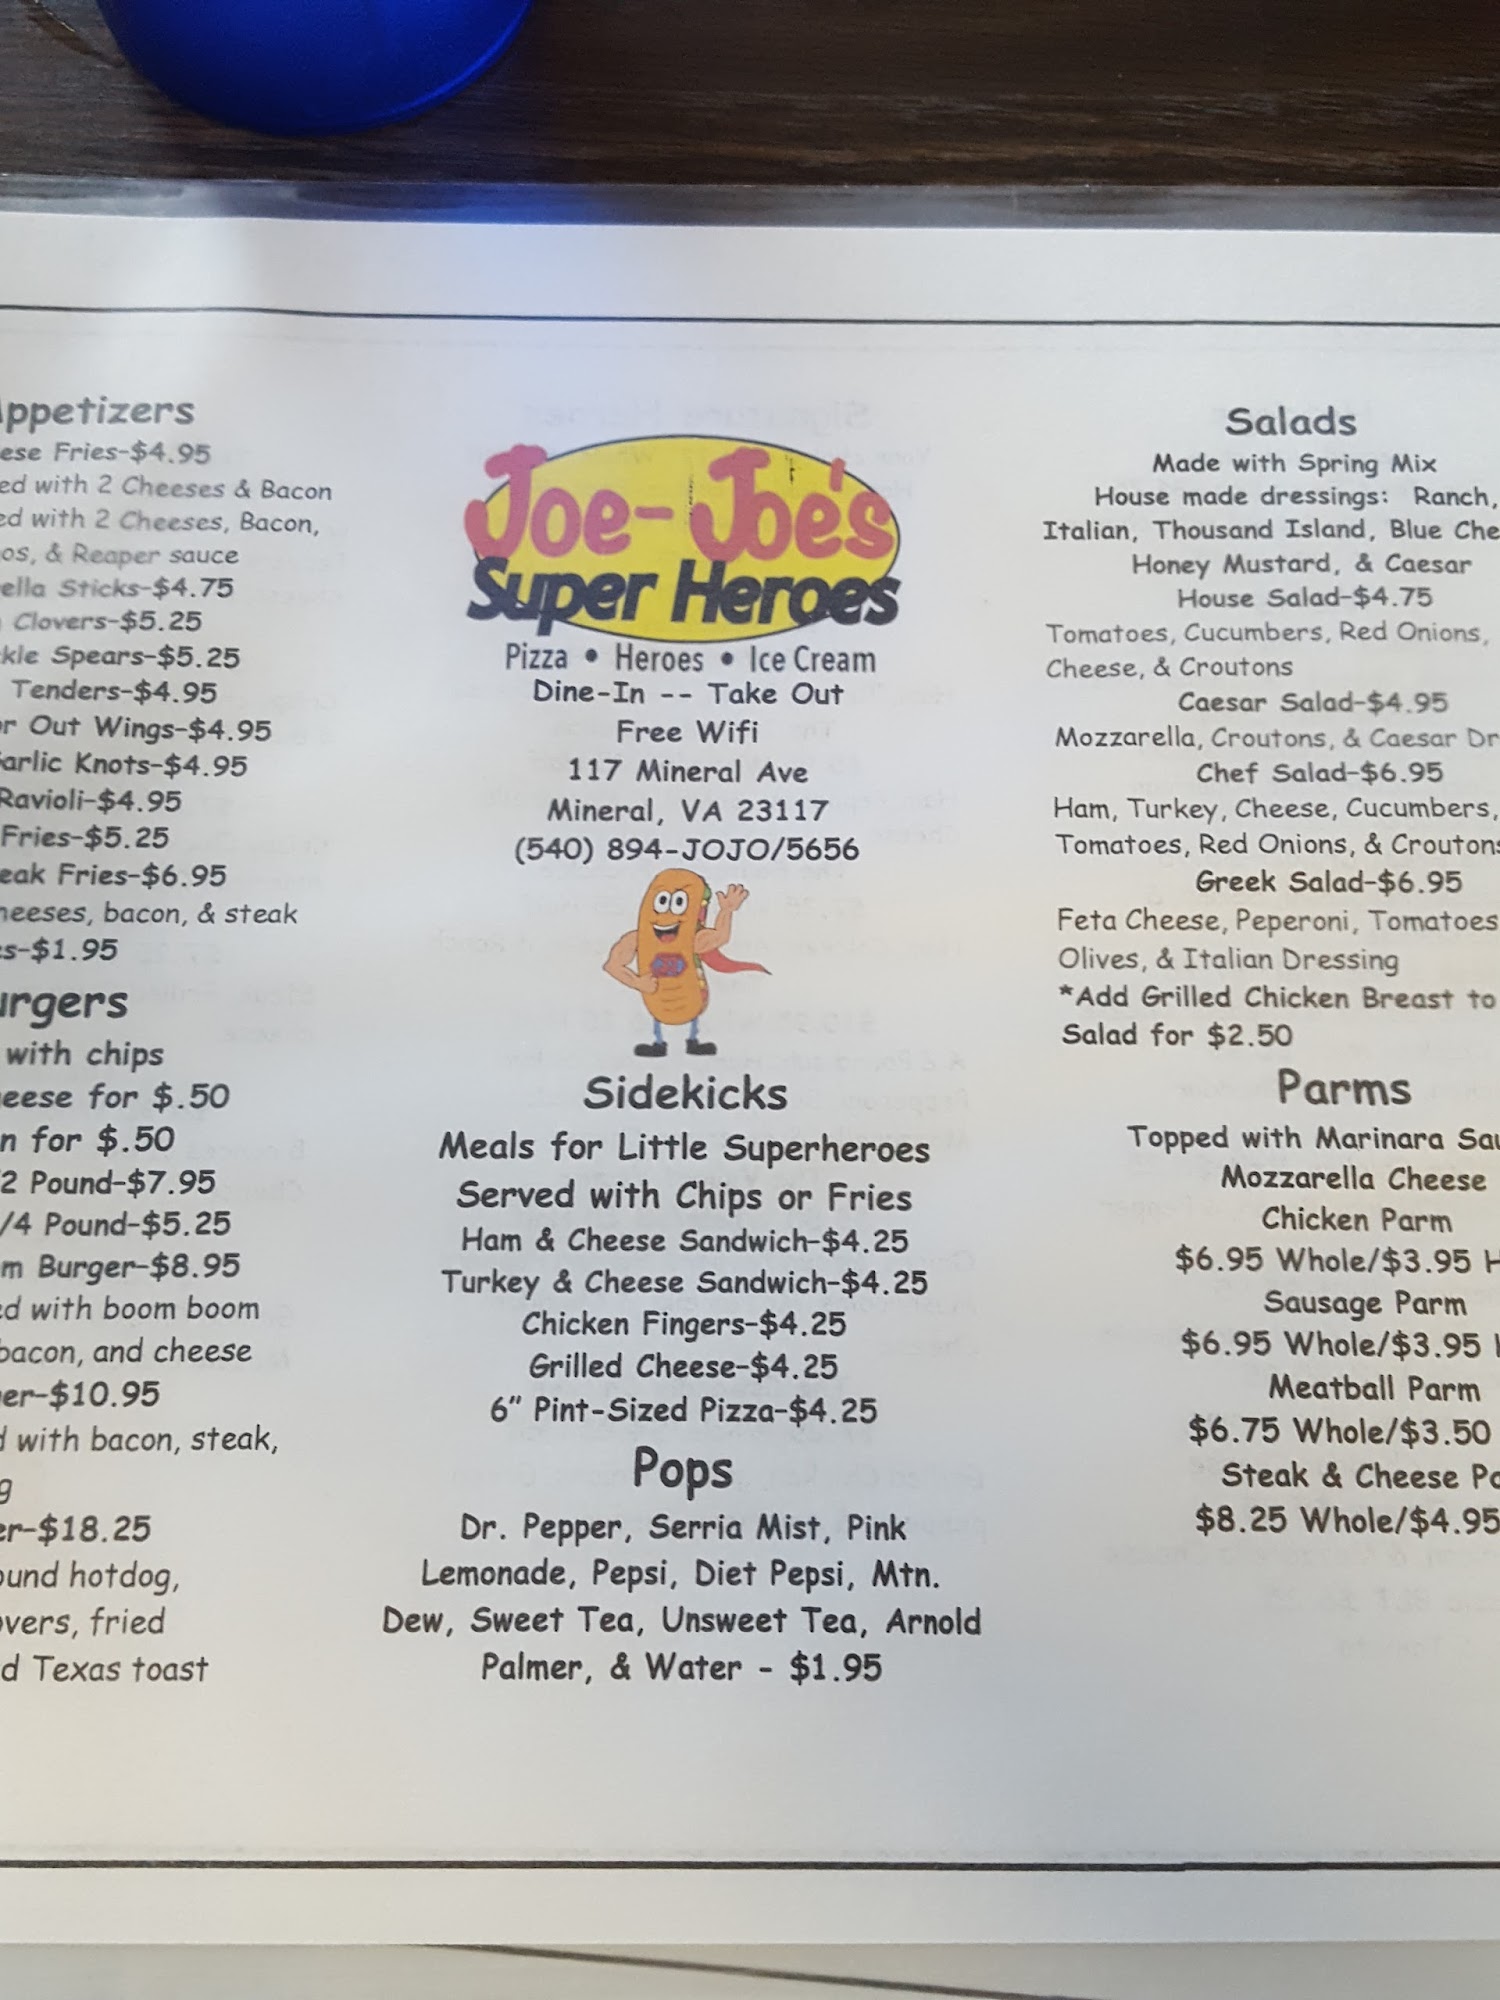 ppetizers
ese Fries-$4.95
ed with 2 Cheeses & Bacon
ed with 2 Cheeses, Bacon,
os, & Reaper sauce
ella Sticks-$4.75
Clovers-$5.25
kle Spears-$5.25
Tenders-$4.95
r Out Wings-$4.95
arlic Knots-$4.95
Ravioli-$4.95
Fries-$5.25
eak Fries-$6.95
heeses, bacon, & steak
s-$1.95
urgers
with chips
eese for $.50
n for $.50
/2 Pound-$7.95
/4 Pound-$5.25
m Burger-$8.95
ed with boom boom
bacon, and cheese
er-$10.95
d with bacon, steak,
g
er-$18.25
ound hotdog,
overs, fried
d Texas toast
Joe-Joe's
Super Heroes
Pizza • Heroes • Ice Cream
Dine-In -- Take Out
Free Wifi
117 Mineral Ave
Mineral, VA 23117
(540) 894-JOJO/5656
Sidekicks
Meals for Little Superheroes
Served with Chips or Fries
Ham & Cheese Sandwich-$4.25
Turkey & Cheese Sandwich-$4.25
Chicken Fingers-$4.25
Grilled Cheese-$4.25
6" Pint-Sized Pizza-$4.25
Pops
Dr. Pepper, Serria Mist, Pink
Lemonade, Pepsi, Diet Pepsi, Mtn.
Dew, Sweet Tea, Unsweet Tea, Arnold
Palmer, & Water - $1.95
Salads
Made with Spring Mix
House made dressings: Ranch,
Italian, Thousand Island, Blue Che
Honey Mustard, & Caesar
House Salad-$4.75
Tomatoes, Cucumbers, Red Onions,
Cheese, & Croutons
Caesar Salad-$4.95
Mozzarella, Croutons, & Caesar Dr
Chef Salad-$6.95
Ham, Turkey, Cheese, Cucumbers,
Tomatoes, Red Onions, & Croutons
Greek Salad-$6.95
Feta Cheese, Peperoni, Tomatoes
Olives, & Italian Dressing
*Add Grilled Chicken Breast to
Salad for $2.50
Parms
Topped with Marinara Sau
Mozzarella Cheese
Chicken Parm
$6.95 Whole/$3.95 H
Sausage Parm
$6.95 Whole/$3.95 H
Meatball Parm
$6.75 Whole/$3.50
Steak & Cheese Pa
$8.25 Whole/$4.95